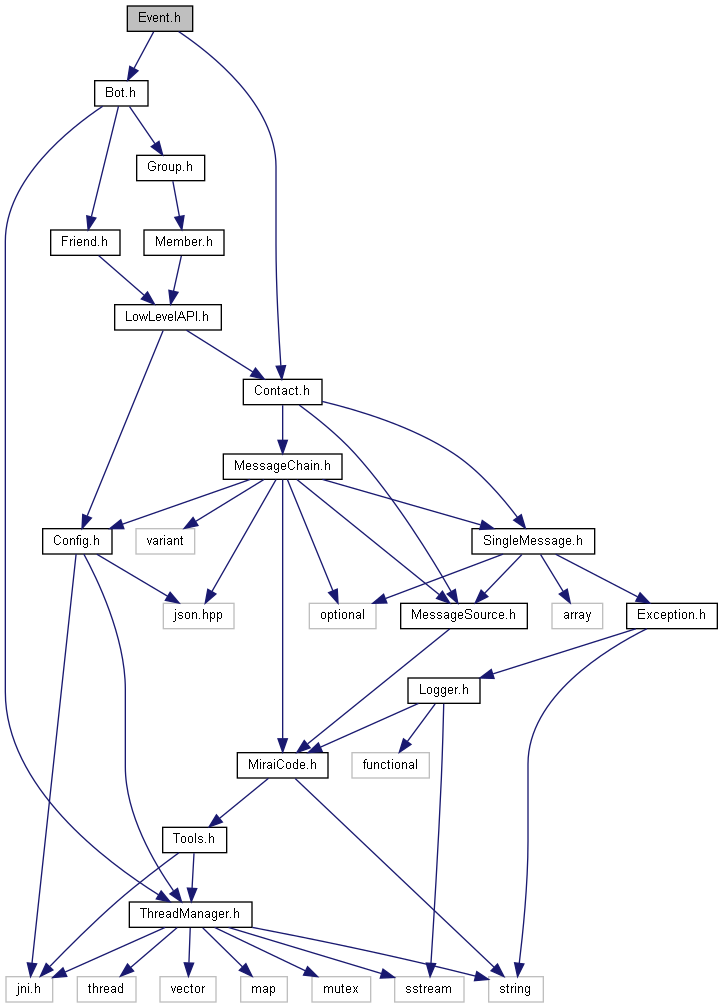 Event.h
Bot.h
Group.h
Friend.h
Member.h
LowLevelAPI.h
Contact.h
MessageChain.h
Config.h
variant
SingleMessage.h
json.hpp
optional
MessageSource.h
array
Exception.h
Logger.h
MiraiCode.h
functional
Tools.h
ThreadManager.h
jni.h
thread
vector
map
mutex
sstream
string